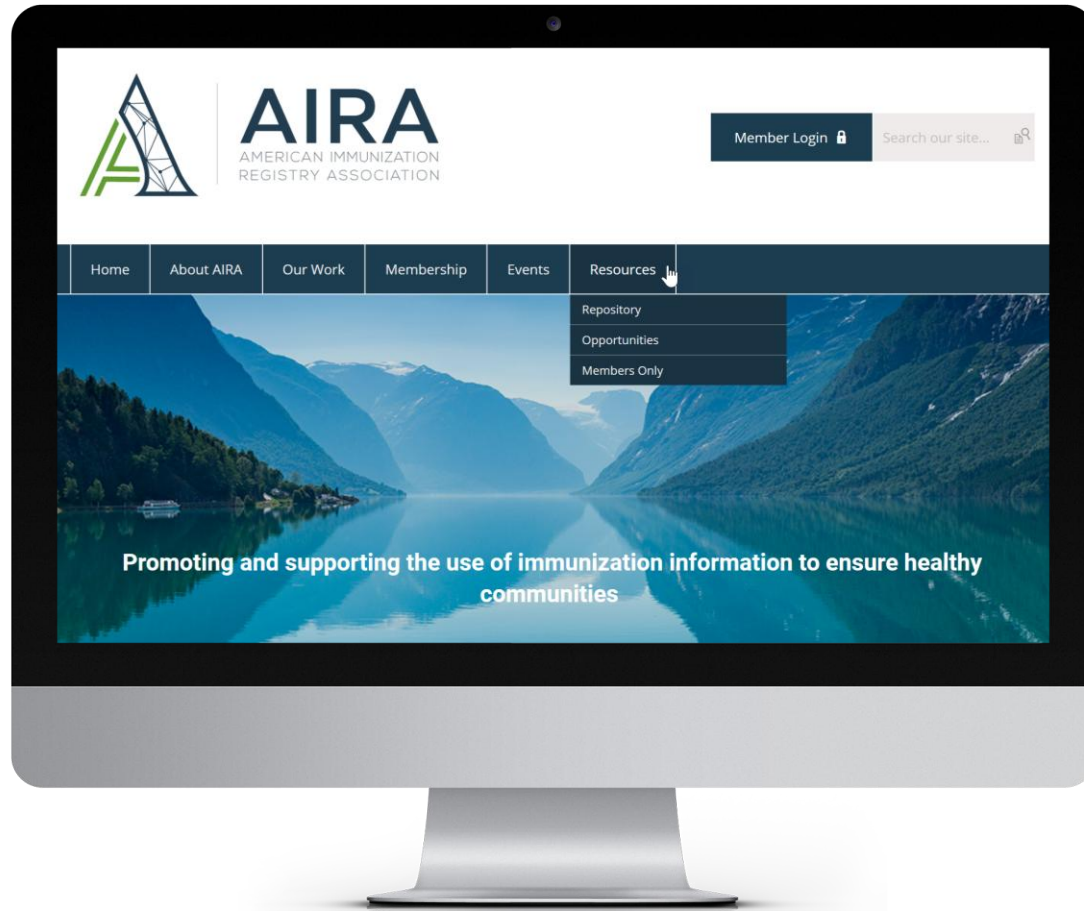 AIRA
AMERICAN IMMUNIZATION
REGISTRY ASSOCIATION
Member Login
Search our site...
Home
About AIRA
Our Work
Membership
Events
Resources
Repository
Opportunities
Members Only
Promoting and supporting the use of immunization information to ensure healthy
communities